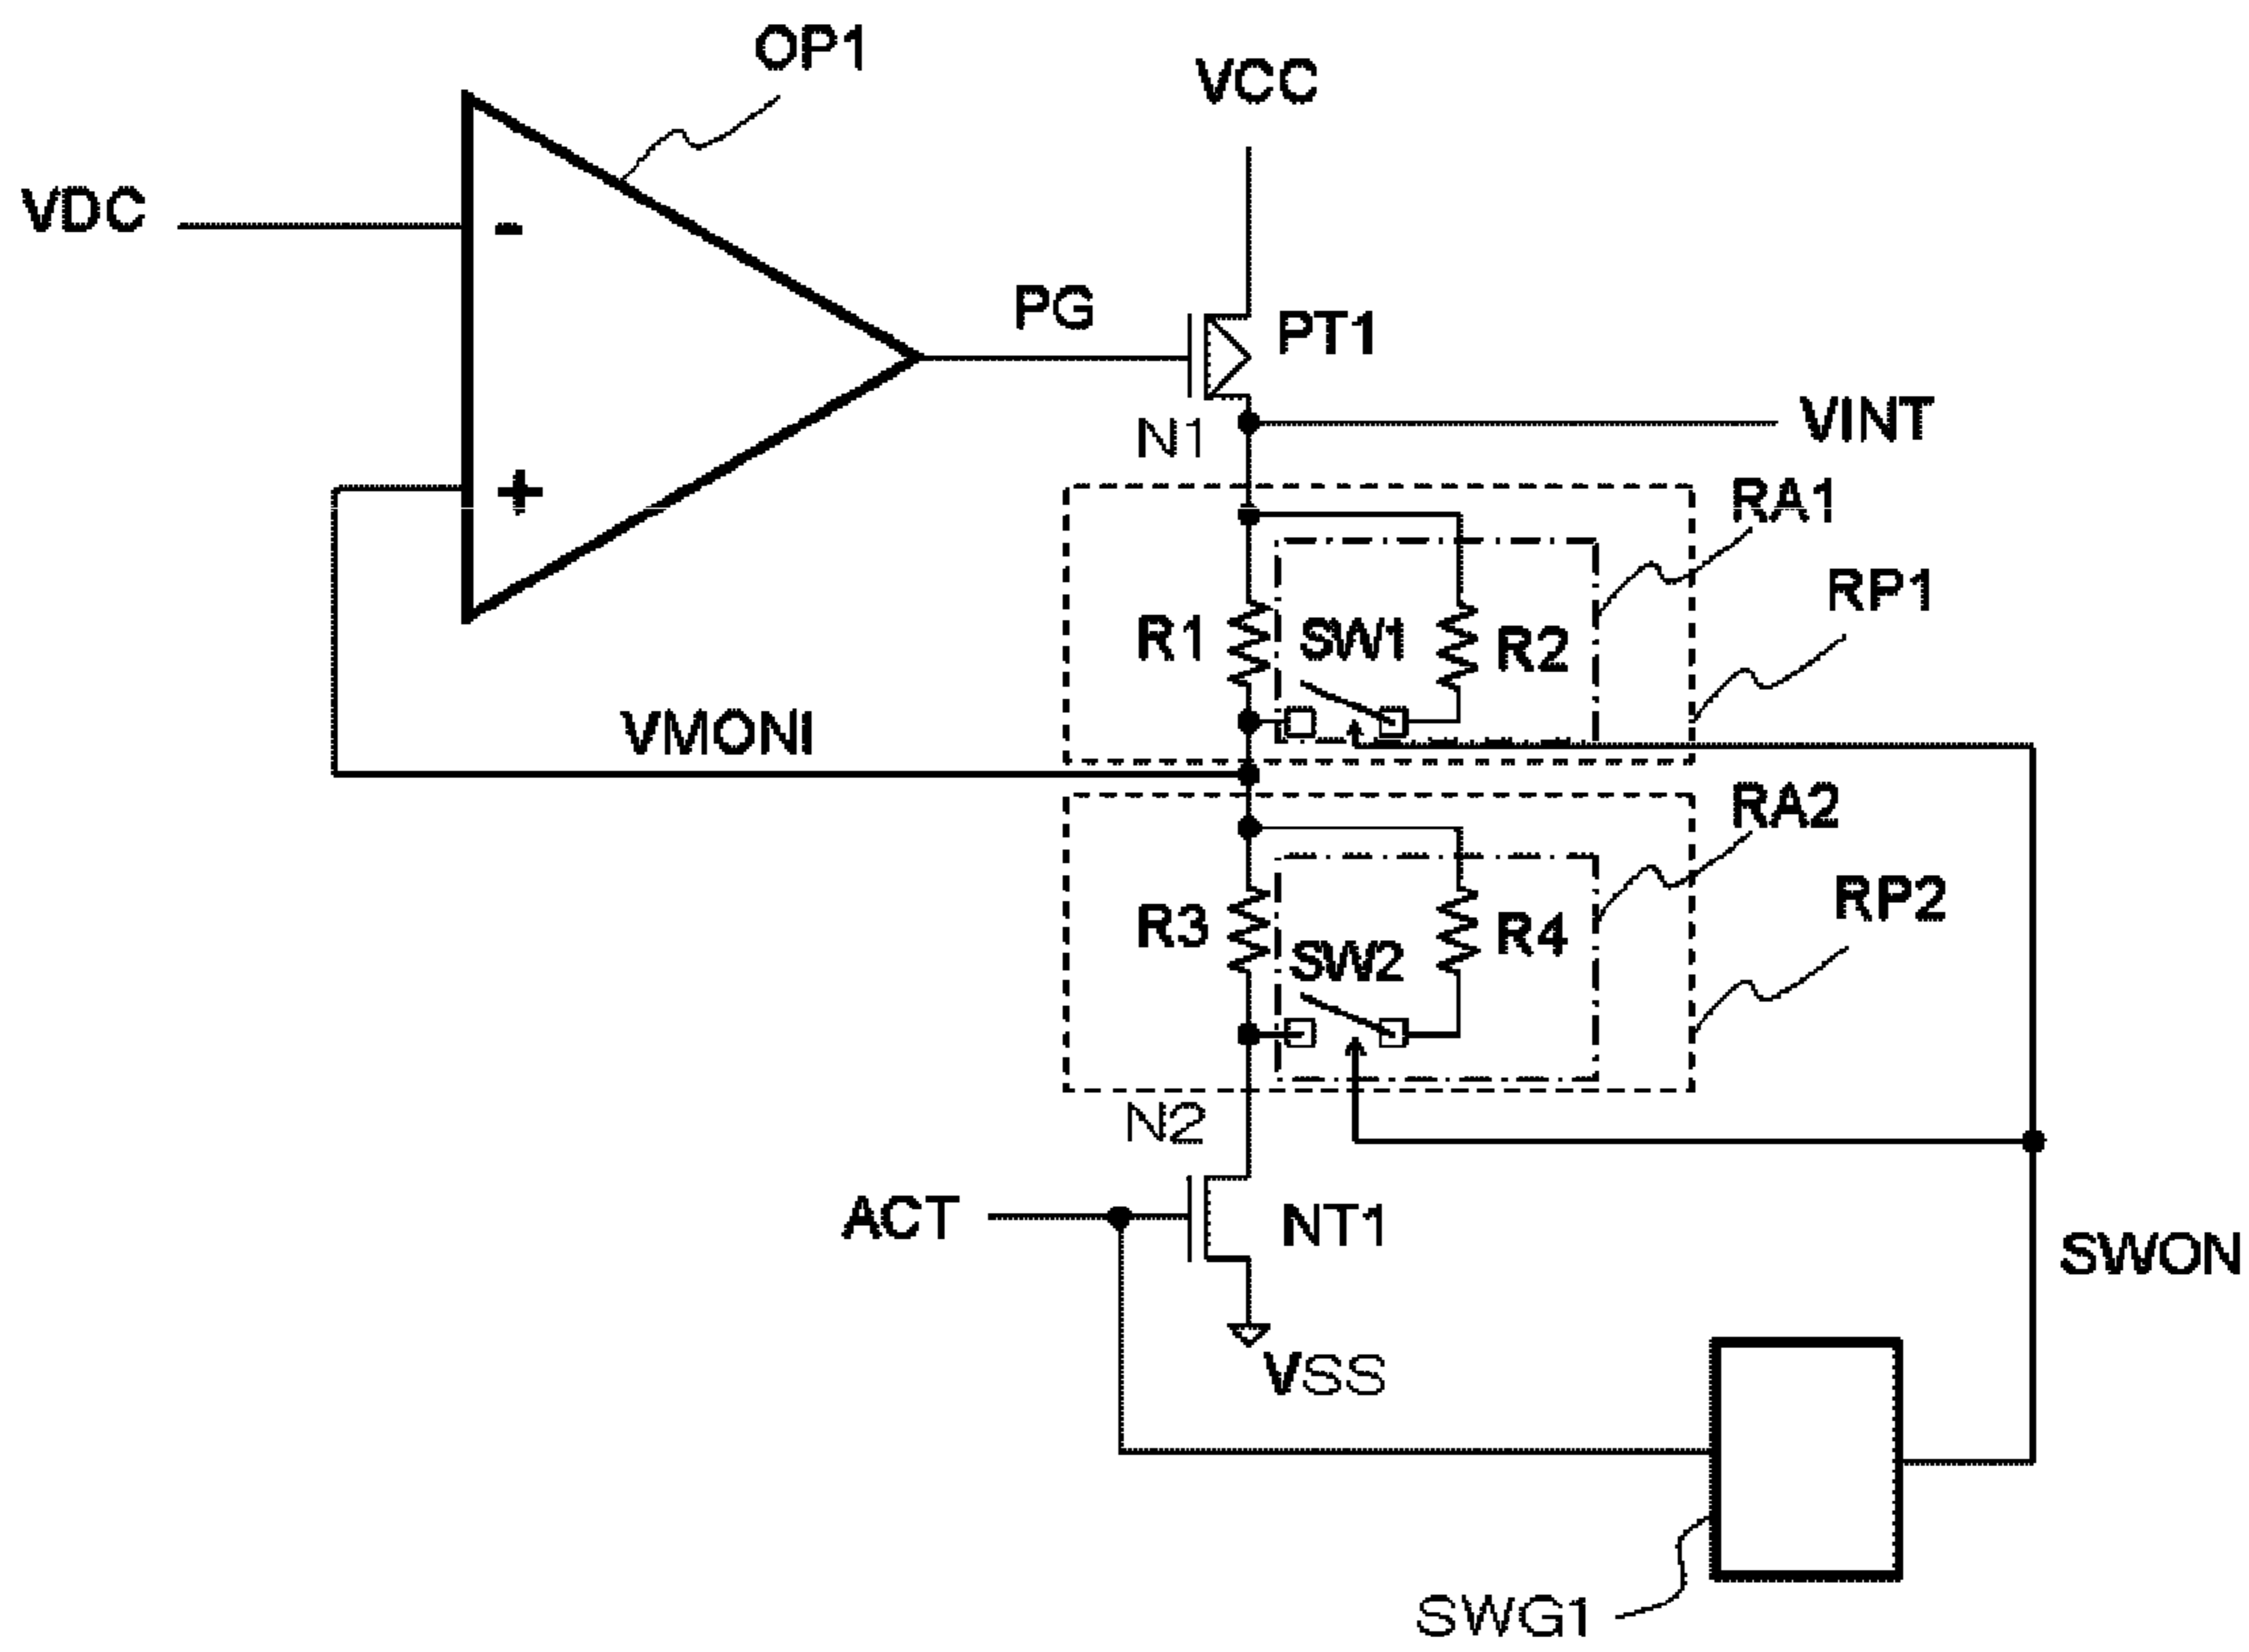 OP1
VCC
VDC
-
PG
PT1
N1
VINT
+
RA1
RP1
R1
SW1
R2
VMONI
RA2
RP2
R3
SW2
R4
N2
ACT
NT1
SWON
VSS
SWG1